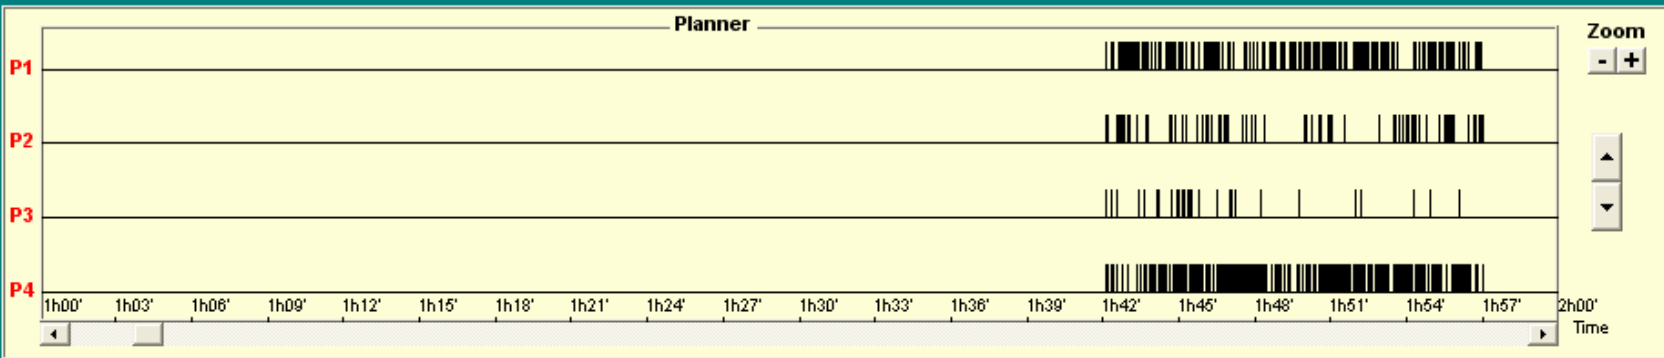 Planner
Zoom
- +
P1
P2
P3
P4
1h00' 1h03' 1h06' 1h09' 1h12' 1h15' 1h18' 1h21' 1h24' 1h27' 1h30' 1h33' 1h36' 1h39' 1h42' 1h45' 1h48' 1h51' 1h54' 1h57' 2h00'
Time